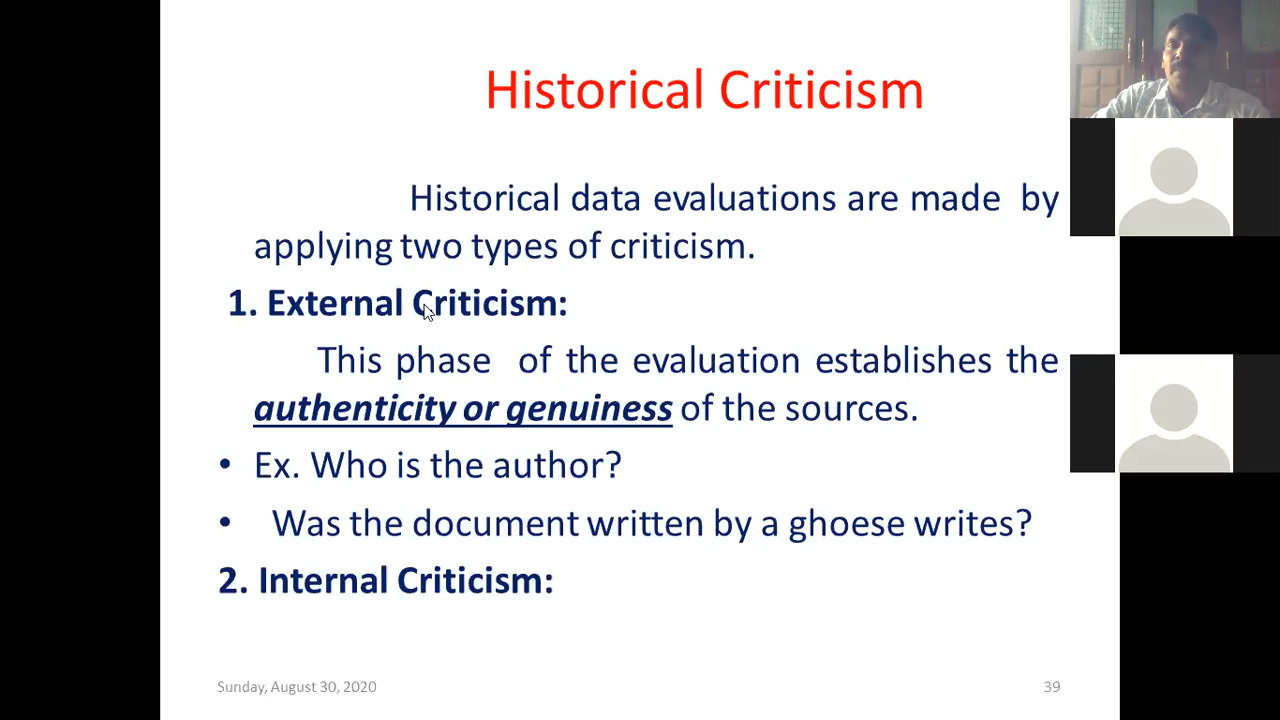 Historical Criticism
Historical data evaluations are made by
applying two types of criticism.
1. External Criticism:
This phase of the evaluation establishes the
authenticity or genuiness of the sources.
• Ex. Who is the author?
• Was the document written by a ghoese writes?
2. Internal Criticism:
Sunday, August 30, 2020
39